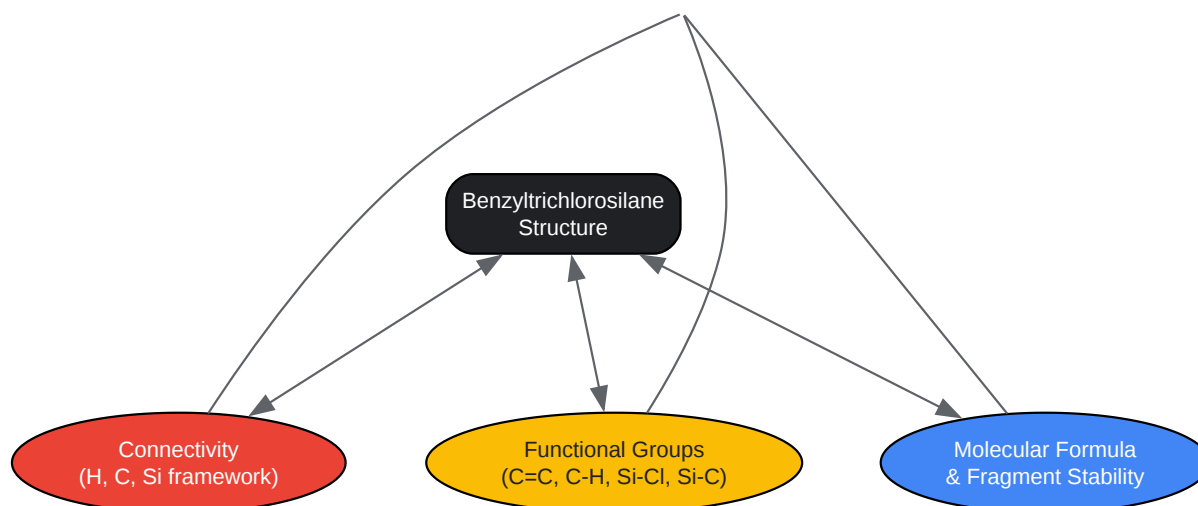 Benzyltrichlorosilane
Structure
Connectivity
(H, C, Si framework)
Functional Groups
(C=C, C-H, Si-Cl, Si-C)
Molecular Formula
& Fragment Stability